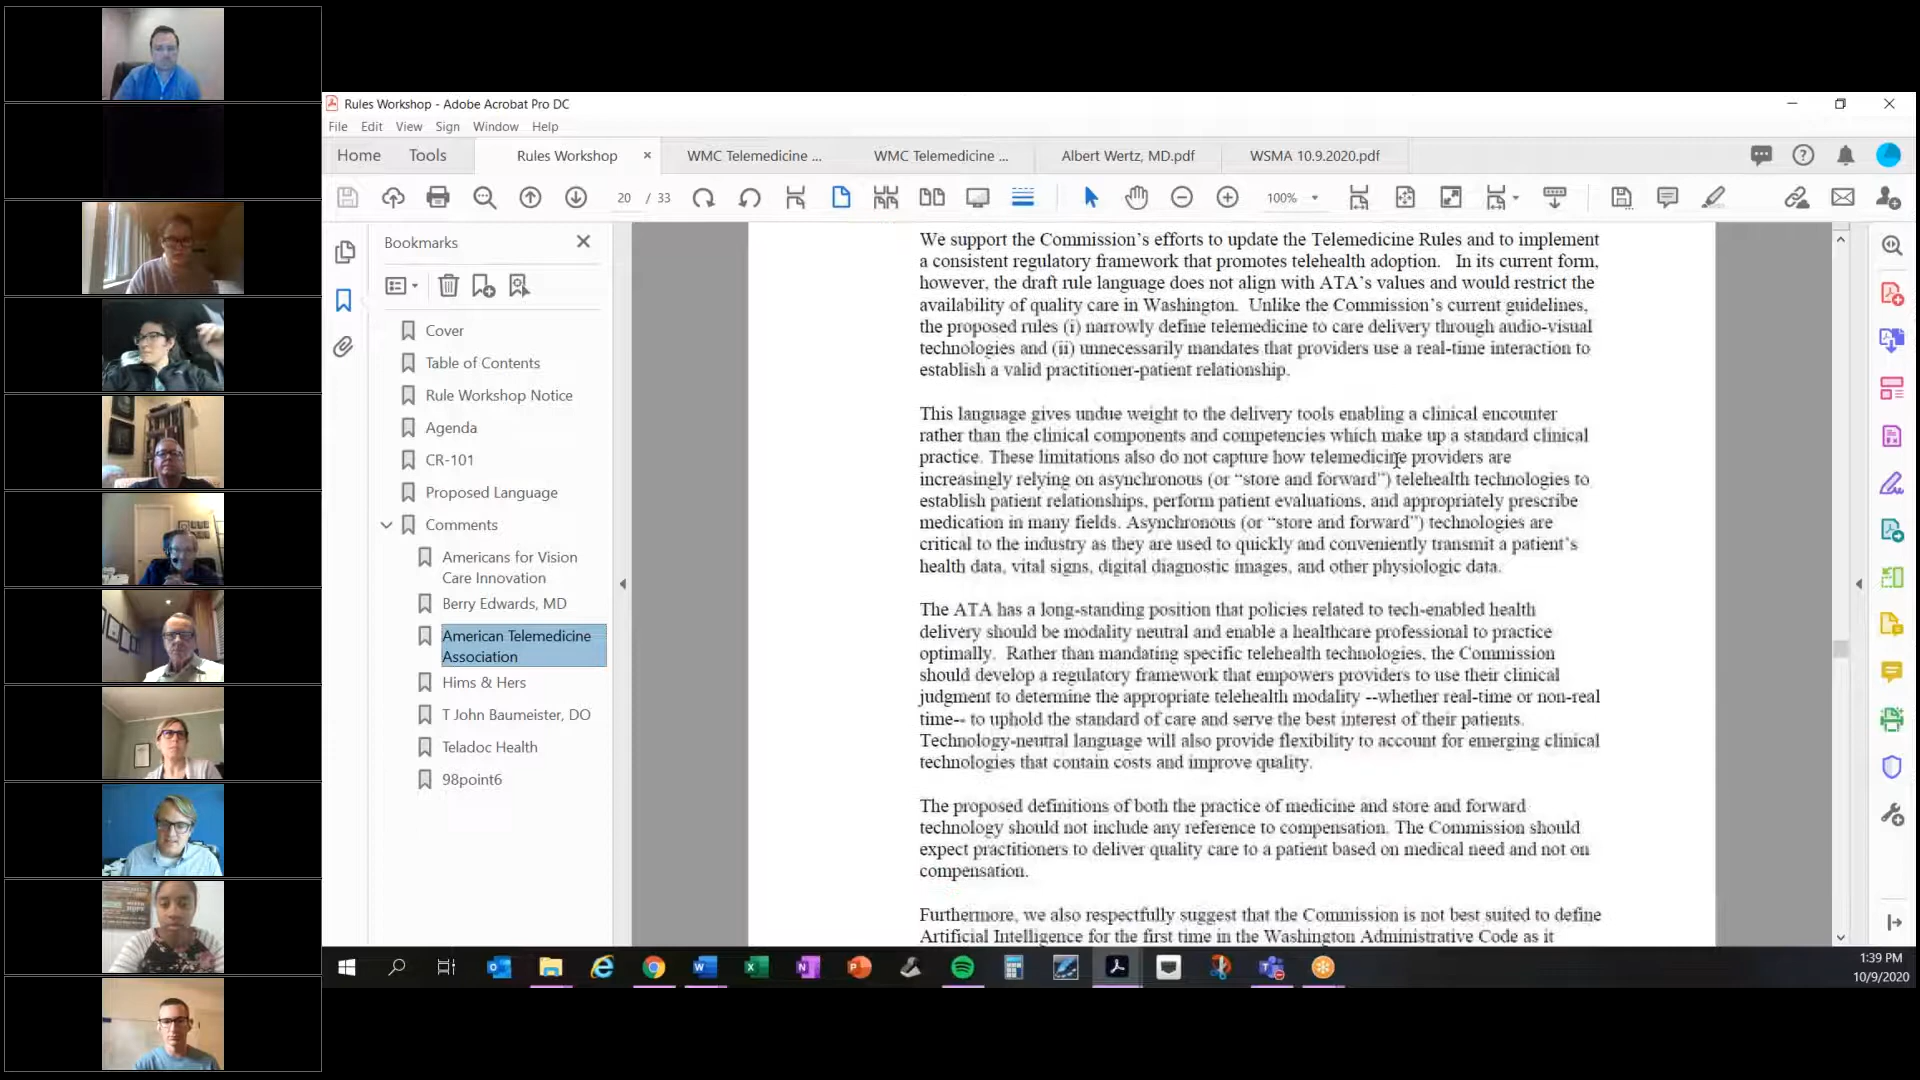 Rules Workshop - Adobe Acrobat Pro DC
File Edit View Sign Window Help
Home Tools Rules Workshop × WMC Telemedicine ... WMC Telemedicine ... Albert Wertz, MD.pdf WSMA 10.9.2020.pdf
20 / 33 100%
Bookmarks
Cover
Table of Contents
Rule Workshop Notice
Agenda
CR-101
Proposed Language
Comments
Americans for Vision
Care Innovation
Berry Edwards, MD
American Telemedicine
Association
Hims & Hers
T John Baumeister, DO
Teladoc Health
98point6
We support the Commission's efforts to update the Telemedicine Rules and to implement
a consistent regulatory framework that promotes telehealth adoption. In its current form,
however, the draft rule language does not align with ATA's values and would restrict the
availability of quality care in Washington. Unlike the Commission's current guidelines,
the proposed rules (i) narrowly define telemedicine to care delivery through audio-visual
technologies and (ii) unnecessarily mandates that providers use a real-time interaction to
establish a valid practitioner-patient relationship.
This language gives undue weight to the delivery tools enabling a clinical encounter
rather than the clinical components and competencies which make up a standard clinical
practice. These limitations also do not capture how telemedicine providers are
increasingly relying on asynchronous (or "store and forward") telehealth technologies to
establish patient relationships, perform patient evaluations, and appropriately prescribe
medication in many fields. Asynchronous (or "store and forward") technologies are
critical to the industry as they are used to quickly and conveniently transmit a patient's
health data, vital signs, digital diagnostic images, and other physiologic data.
The ATA has a long-standing position that policies related to tech-enabled health
delivery should be modality neutral and enable a healthcare professional to practice
optimally. Rather than mandating specific telehealth technologies, the Commission
should develop a regulatory framework that empowers providers to use their clinical
judgment to determine the appropriate telehealth modality --whether real-time or non-real
time-- to uphold the standard of care and serve the best interest of their patients.
Technology-neutral language will also provide flexibility to account for emerging clinical
technologies that contain costs and improve quality.
The proposed definitions of both the practice of medicine and store and forward
technology should not include any reference to compensation. The Commission should
expect practitioners to deliver quality care to a patient based on medical need and not on
compensation.
Furthermore, we also respectfully suggest that the Commission is not best suited to define
Artificial Intelligence for the first time in the Washington Administrative Code as it
1:39 PM
10/9/2020